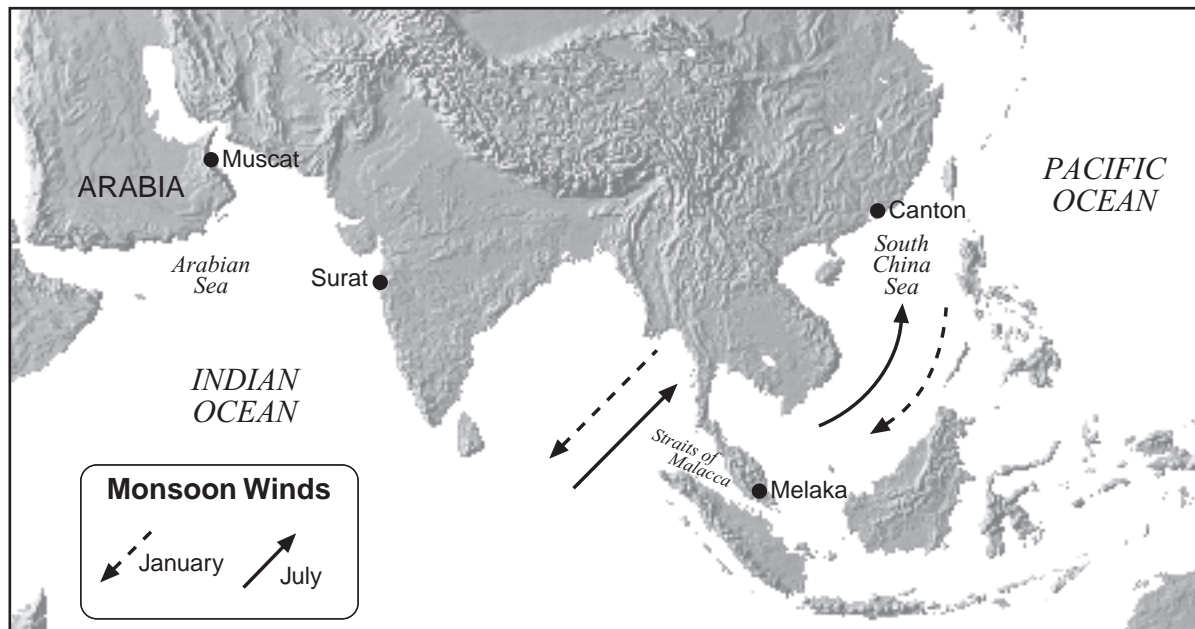 Muscat
ARABIA
PACIFIC
OCEAN
Canton
Arabian
Sea
South
China
Sea
Surat
INDIAN
OCEAN
Straits of
Malacca
Melaka
Monsoon Winds
January
July